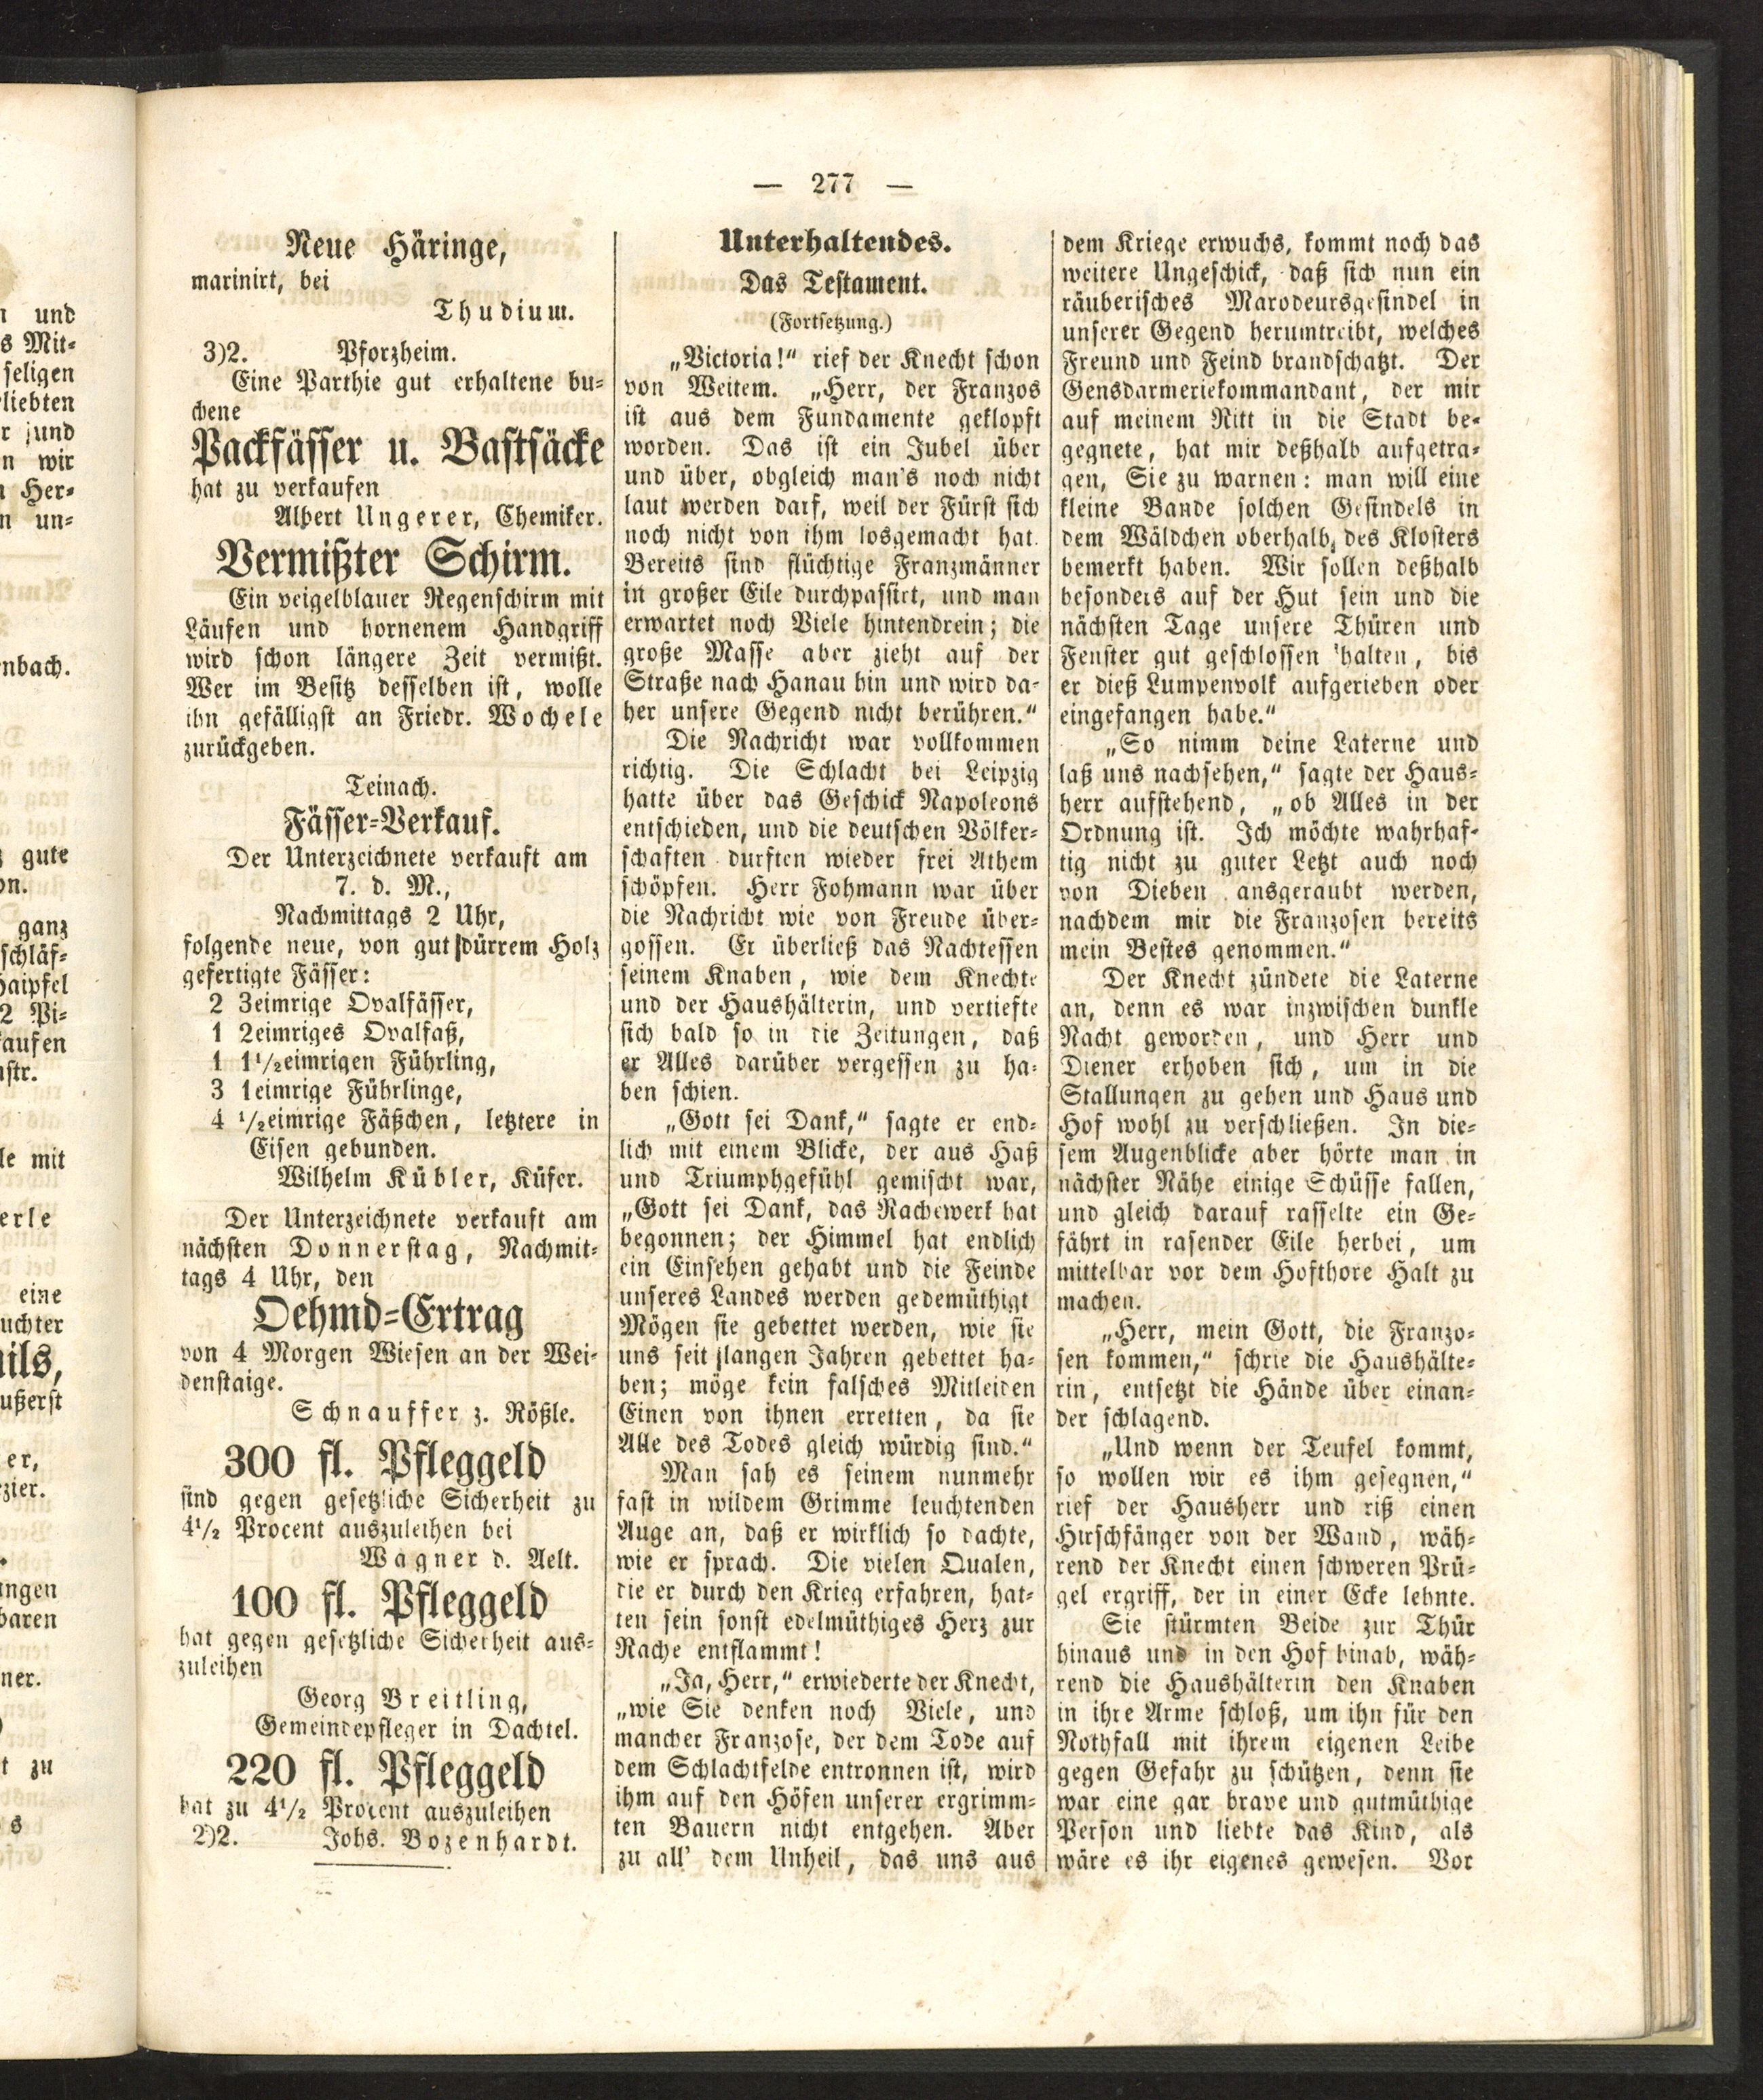 — 277 —
Neue Häringe,
marinirt, bei
Thudium.
3)2. Pforzheim.
Eine Parthie gut erhaltene bu-
chene
Packfässer u. Bastsäcke
hat zu verkaufen
Albert Ungerer, Chemiker.
Vermißter Schirm.
Ein veigelblauer Regenschirm mit
Läufen und hornenem Handgriff
wird schon längere Zeit vermißt.
Wer im Besitz desselben ist, wolle
ihn gefälligst an Friedr. Wochele
zurückgeben.
Teinach.
Fässer-Verkauf.
Der Unterzeichnete verkauft am
7. d. M.,
Nachmittags 2 Uhr,
folgende neue, von gut dürrem Holz
gefertigte Fässer:
2 3eimrige Ovalfässer,
1 2eimriges Ovalfaß,
1 1½eimrigen Führling,
3 1eimrige Führlinge,
4 ½eimrige Fäßchen, letztere in
Eisen gebunden.
Wilhelm Kübler, Küfer.
Der Unterzeichnete verkauft am
nächsten Donnerstag, Nachmit-
tags 4 Uhr, den
Oehmd-Ertrag
von 4 Morgen Wiesen an der Wei-
denstaige.
Schnauffer z. Rößle.
300 fl. Pfleggeld
sind gegen gesetzliche Sicherheit zu
4½ Procent auszuleihen bei
Wagner d. Aelt.
100 fl. Pfleggeld
hat gegen gesetzliche Sicherheit aus-
zuleihen
Georg Breitling,
Gemeindepfleger in Dachtel.
220 fl. Pfleggeld
hat zu 4½ Procent auszuleihen
2)2. Johs. Bozenhardt.
Unterhaltendes.
Das Testament.
(Fortsetzung.)
„Victoria!“ rief der Knecht schon
von Weitem. „Herr, der Franzos
ist aus dem Fundamente geklopft
worden. Das ist ein Jubel über
und über, obgleich man's noch nicht
laut werden darf, weil der Fürst sich
noch nicht von ihm losgemacht hat.
Bereits sind flüchtige Franzmänner
in großer Eile durchpassirt, und man
erwartet noch Viele hintendrein; die
große Masse aber zieht auf der
Straße nach Hanau hin und wird da-
her unsere Gegend nicht berühren.“
Die Nachricht war vollkommen
richtig. Die Schlacht bei Leipzig
hatte über das Geschick Napoleons
entschieden, und die deutschen Völker-
schaften durften wieder frei Athem
schöpfen. Herr Fohmann war über
die Nachricht wie von Freude über-
gossen. Er überließ das Nachtessen
seinem Knaben, wie dem Knechte
und der Haushälterin, und vertiefte
sich bald so in die Zeitungen, daß
er Alles darüber vergessen zu ha-
ben schien.
„Gott sei Dank,“ sagte er end-
lich mit einem Blicke, der aus Haß
und Triumphgefühl gemischt war,
„Gott sei Dank, das Rachewerk hat
begonnen; der Himmel hat endlich
ein Einsehen gehabt und die Feinde
unseres Landes werden gedemüthigt
Mögen sie gebettet werden, wie sie
uns seit langen Jahren gebettet ha-
ben; möge kein falsches Mitleiden
Einen von ihnen erretten, da sie
Alle des Todes gleich würdig sind.“
Man sah es seinem nunmehr
fast in wildem Grimme leuchtenden
Auge an, daß er wirklich so dachte,
wie er sprach. Die vielen Qualen,
die er durch den Krieg erfahren, hat-
ten sein sonst edelmüthiges Herz zur
Rache entflammt!
„Ja, Herr,“ erwiederte der Knecht,
„wie Sie denken noch Viele, und
mancher Franzose, der dem Tode auf
dem Schlachtfelde entronnen ist, wird
ihm auf den Höfen unserer ergrimm-
ten Bauern nicht entgehen. Aber
zu all' dem Unheil, das uns aus
dem Kriege erwuchs, kommt noch das
weitere Ungeschick, daß sich nun ein
räuberisches Marodeursgesindel in
unserer Gegend herumtreibt, welches
Freund und Feind brandschatzt. Der
Gensdarmeriekommandant, der mir
auf meinem Ritt in die Stadt be-
gegnete, hat mir deßhalb aufgetra-
gen, Sie zu warnen: man will eine
kleine Bande solchen Gesindels in
dem Wäldchen oberhalb des Klosters
bemerkt haben. Wir sollen deßhalb
besonders auf der Hut sein und die
nächsten Tage unsere Thüren und
Fenster gut geschlossen halten, bis
er dieß Lumpenvolk aufgerieben oder
eingefangen habe.“
„So nimm deine Laterne und
laß uns nachsehen,“ sagte der Haus-
herr aufstehend, „ob Alles in der
Ordnung ist. Ich möchte wahrhaf-
tig nicht zu guter Letzt auch noch
von Dieben ansgeraubt werden,
nachdem mir die Franzosen bereits
mein Bestes genommen.“
Der Knecht zündete die Laterne
an, denn es war inzwischen dunkle
Nacht geworden, und Herr und
Diener erhoben sich, um in die
Stallungen zu gehen und Haus und
Hof wohl zu verschließen. In die-
sem Augenblicke aber hörte man in
nächster Nähe einige Schüsse fallen,
und gleich darauf rasselte ein Ge-
fährt in rasender Eile herbei, um
mittelbar vor dem Hofthore Halt zu
machen.
„Herr, mein Gott, die Franzo-
sen kommen,“ schrie die Haushälte-
rin, entsetzt die Hände über einan-
der schlagend.
„Und wenn der Teufel kommt,
so wollen wir es ihm gesegnen,“
rief der Hausherr und riß einen
Hirschfänger von der Wand, wäh-
rend der Knecht einen schweren Prü-
gel ergriff, der in einer Ecke lehnte.
Sie stürmten Beide zur Thür
hinaus und in den Hof hinab, wäh-
rend die Haushälterin den Knaben
in ihre Arme schloß, um ihn für den
Nothfall mit ihrem eigenen Leibe
gegen Gefahr zu schützen, denn sie
war eine gar brave und gutmüthige
Person und liebte das Kind, als
wäre es ihr eigenes gewesen. Vor